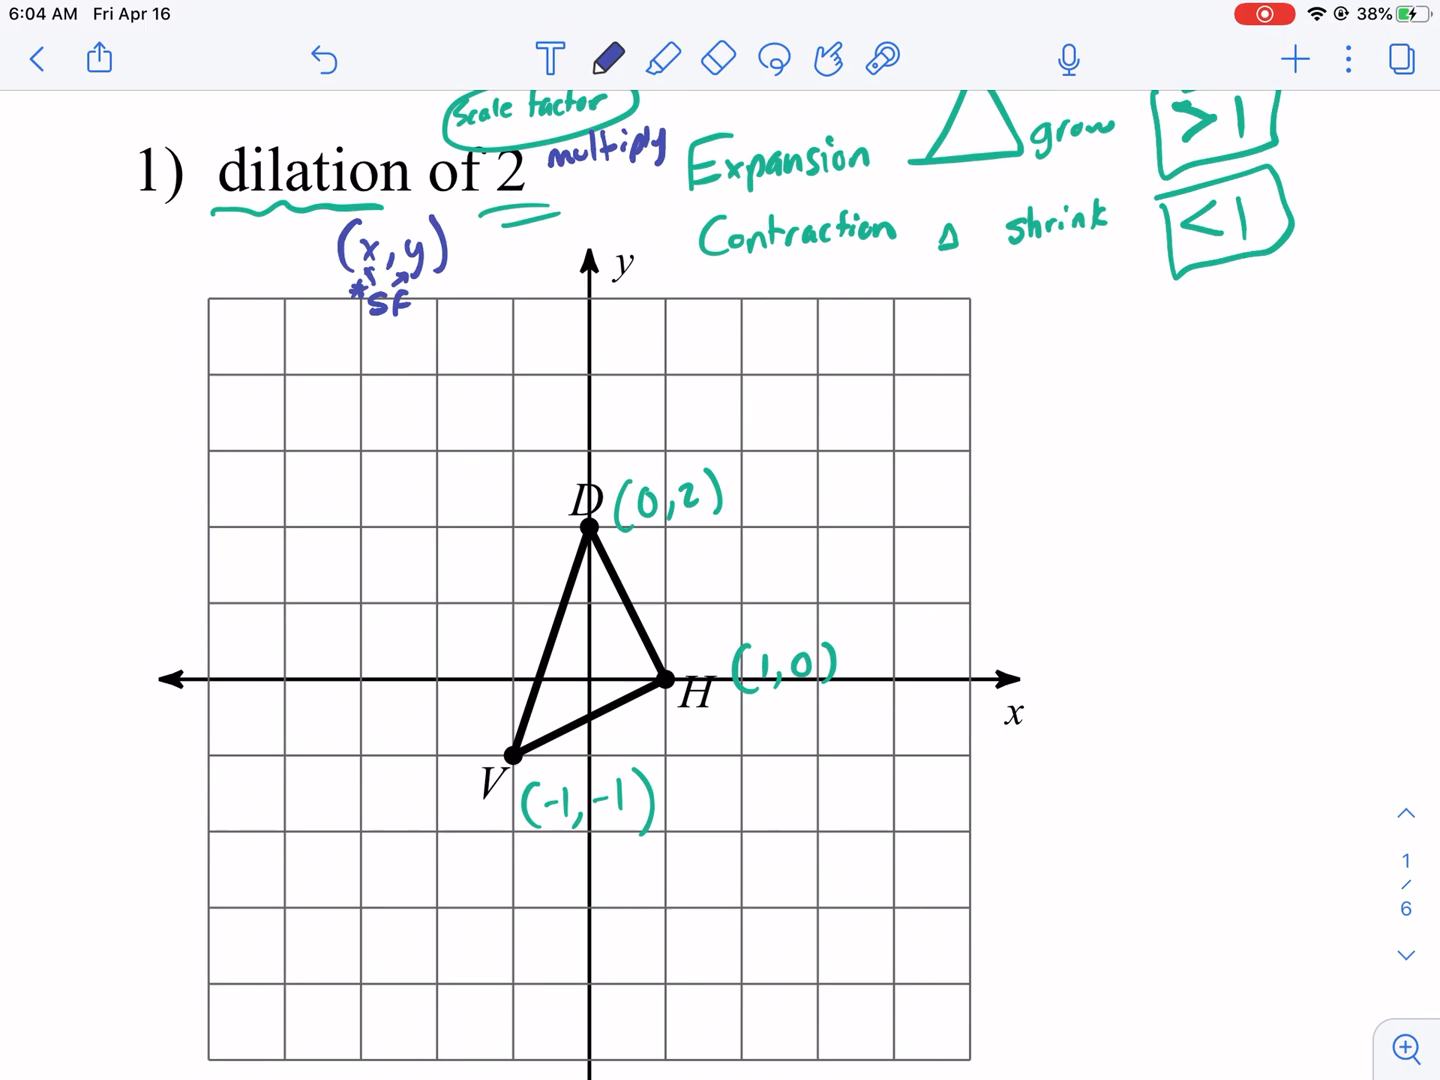 6:04 AM Fri Apr 16
38%
T
Scale factor
1) dilation of 2
multiply
Expansion
grow
>1
Contraction
shrink
<1
(x,y)
*SF
y
D (0,2)
H (1,0)
x
V (-1,-1)
1
/
6